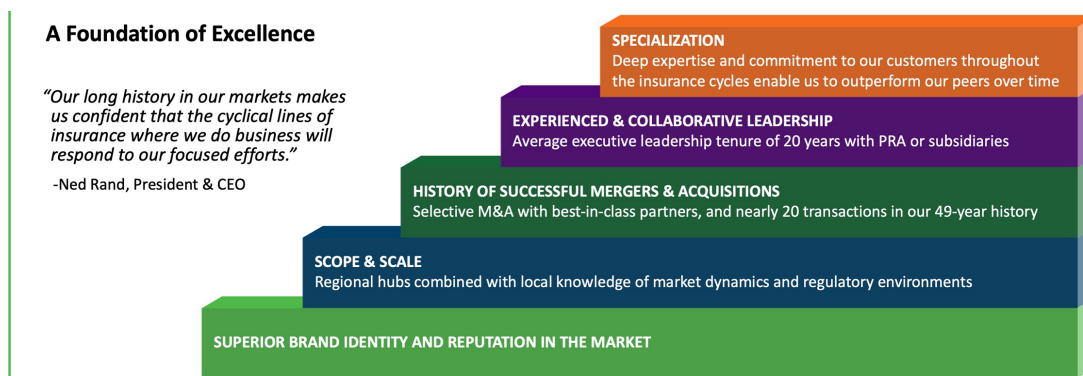 A Foundation of Excellence
“Our long history in our markets makes
us confident that the cyclical lines of
insurance where we do business will
respond to our focused efforts.”
-Ned Rand, President & CEO
SPECIALIZATION
Deep expertise and commitment to our customers throughout
the insurance cycles enable us to outperform our peers over time
EXPERIENCED & COLLABORATIVE LEADERSHIP
Average executive leadership tenure of 20 years with PRA or subsidiaries
HISTORY OF SUCCESSFUL MERGERS & ACQUISITIONS
Selective M&A with best-in-class partners, and nearly 20 transactions in our 49-year history
SCOPE & SCALE
Regional hubs combined with local knowledge of market dynamics and regulatory environments
SUPERIOR BRAND IDENTITY AND REPUTATION IN THE MARKET